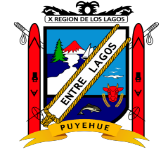 X REGION DE LOS LAGOS
ENTRE LAGOS
PUYEHUE